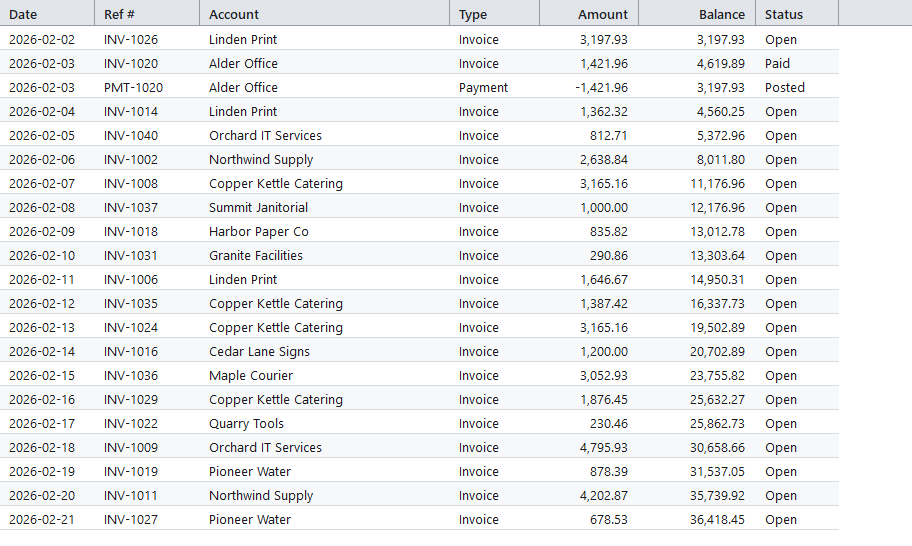 Date Ref # Account Type Amount Balance Status
2026-02-02 INV-1026 Linden Print Invoice 3,197.93 3,197.93 Open
2026-02-03 INV-1020 Alder Office Invoice 1,421.96 4,619.89 Paid
2026-02-03 PMT-1020 Alder Office Payment -1,421.96 3,197.93 Posted
2026-02-04 INV-1014 Linden Print Invoice 1,362.32 4,560.25 Open
2026-02-05 INV-1040 Orchard IT Services Invoice 812.71 5,372.96 Open
2026-02-06 INV-1002 Northwind Supply Invoice 2,638.84 8,011.80 Open
2026-02-07 INV-1008 Copper Kettle Catering Invoice 3,165.16 11,176.96 Open
2026-02-08 INV-1037 Summit Janitorial Invoice 1,000.00 12,176.96 Open
2026-02-09 INV-1018 Harbor Paper Co Invoice 835.82 13,012.78 Open
2026-02-10 INV-1031 Granite Facilities Invoice 290.86 13,303.64 Open
2026-02-11 INV-1006 Linden Print Invoice 1,646.67 14,950.31 Open
2026-02-12 INV-1035 Copper Kettle Catering Invoice 1,387.42 16,337.73 Open
2026-02-13 INV-1024 Copper Kettle Catering Invoice 3,165.16 19,502.89 Open
2026-02-14 INV-1016 Cedar Lane Signs Invoice 1,200.00 20,702.89 Open
2026-02-15 INV-1036 Maple Courier Invoice 3,052.93 23,755.82 Open
2026-02-16 INV-1029 Copper Kettle Catering Invoice 1,876.45 25,632.27 Open
2026-02-17 INV-1022 Quarry Tools Invoice 230.46 25,862.73 Open
2026-02-18 INV-1009 Orchard IT Services Invoice 4,795.93 30,658.66 Open
2026-02-19 INV-1019 Pioneer Water Invoice 878.39 31,537.05 Open
2026-02-20 INV-1011 Northwind Supply Invoice 4,202.87 35,739.92 Open
2026-02-21 INV-1027 Pioneer Water Invoice 678.53 36,418.45 Open